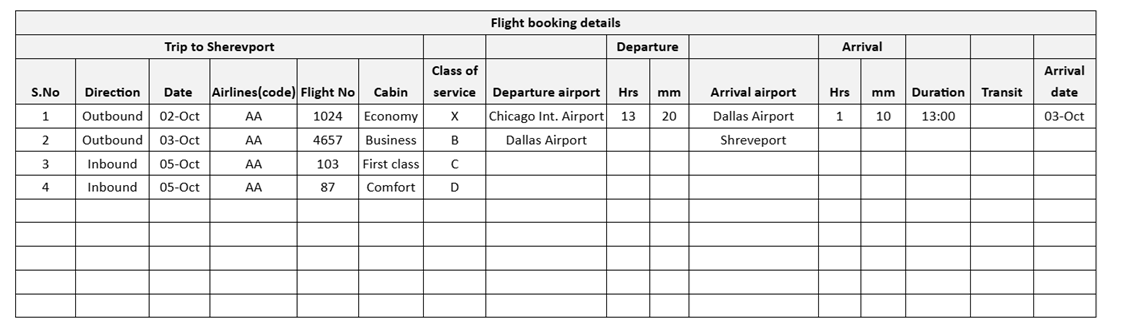 Flight booking details
Trip to Sherevport Departure Arrival
S.No Direction Date Airlines(code) Flight No Cabin Class of service Departure airport Hrs mm Arrival airport Hrs mm Duration Transit Arrival date
1 Outbound 02-Oct AA 1024 Economy X Chicago Int. Airport 13 20 Dallas Airport 1 10 13:00 03-Oct
2 Outbound 03-Oct AA 4657 Business B Dallas Airport Shreveport
3 Inbound 05-Oct AA 103 First class C
4 Inbound 05-Oct AA 87 Comfort D